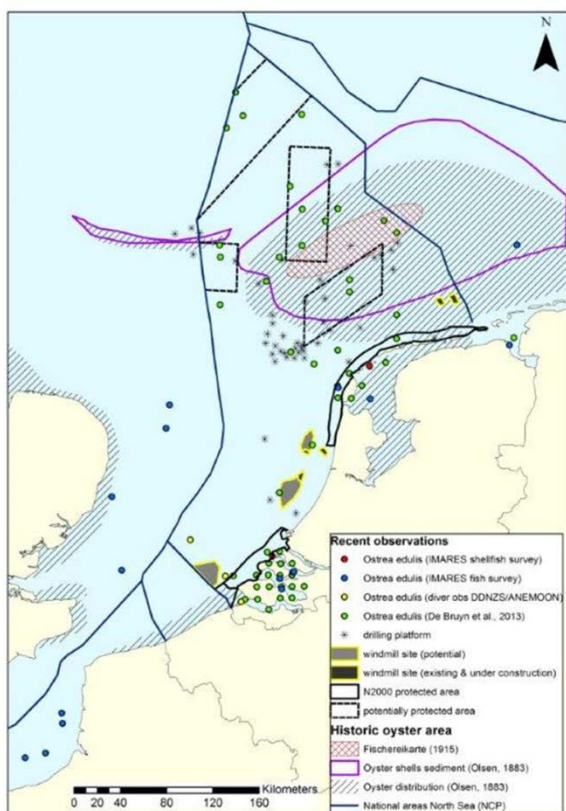 N
Recent observations
Ostrea edulis (IMARES shellfish survey)
Ostrea edulis (IMARES fish survey)
Ostrea edulis (diver obs DDNZS/ANEMOON)
Ostrea edulis (De Bruyn et al., 2013)
drilling platform
windmill site (potential)
windmill site (existing & under construction)
N2000 protected area
potentially protected area
Historic oyster area
Fischereikarte (1915)
Oyster shells sediment (Olsen, 1883)
Oyster distribution (Olsen, 1883)
National areas North Sea (NCP)
Kilometers
0 20 40 80 120 160